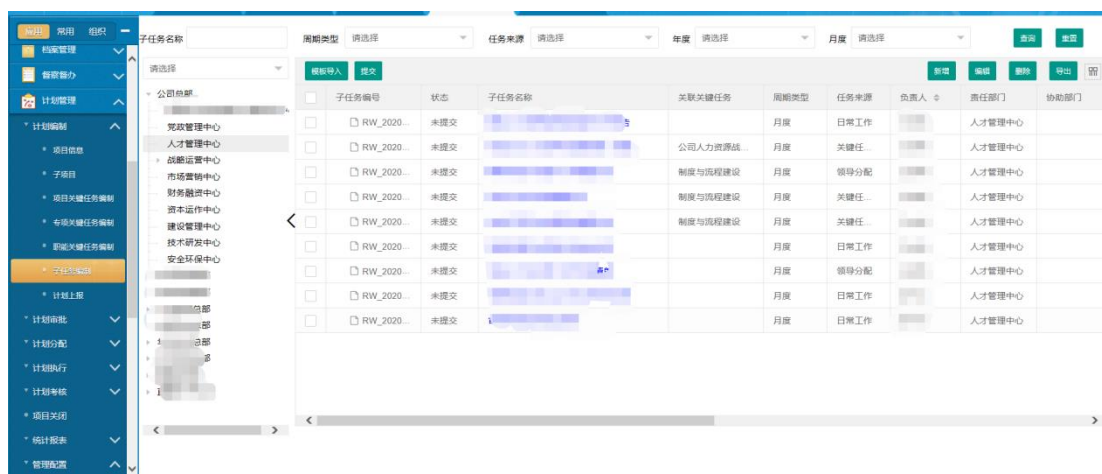 应用 常用 组织
档案管理
督察督办
计划管理
计划编制
项目信息
子项目
项目关键任务编制
专项关键任务编制
职能关键任务编制
子任务编制
计划上报
计划审批
计划分配
计划执行
计划考核
项目关闭
统计报表
管理配置
子任务名称 周期类型 请选择 任务来源 请选择 年度 请选择 月度 请选择 查询 重置
请选择
公司总部
党政管理中心
人才管理中心
战略运营中心
市场营销中心
财务融资中心
资本运作中心
建设管理中心
技术研发中心
安全环保中心
总部
部
总部
部
模板导入 提交 新增 编辑 删除 导出
子任务编号 状态 子任务名称 关联关键任务 周期类型 任务来源 负责人 责任部门 协助部门
RW_2020... 未提交 月度 日常工作 人才管理中心
RW_2020... 未提交 公司人力资源战... 月度 关键任... 人才管理中心
RW_2020... 未提交 制度与流程建设 月度 领导分配 人才管理中心
RW_2020... 未提交 制度与流程建设 月度 关键任... 人才管理中心
RW_2020... 未提交 制度与流程建设 月度 关键任... 人才管理中心
RW_2020... 未提交 月度 日常工作 人才管理中心
RW_2020... 未提交 月度 领导分配 人才管理中心
RW_2020... 未提交 月度 日常工作 人才管理中心
RW_2020... 未提交 月度 日常工作 人才管理中心